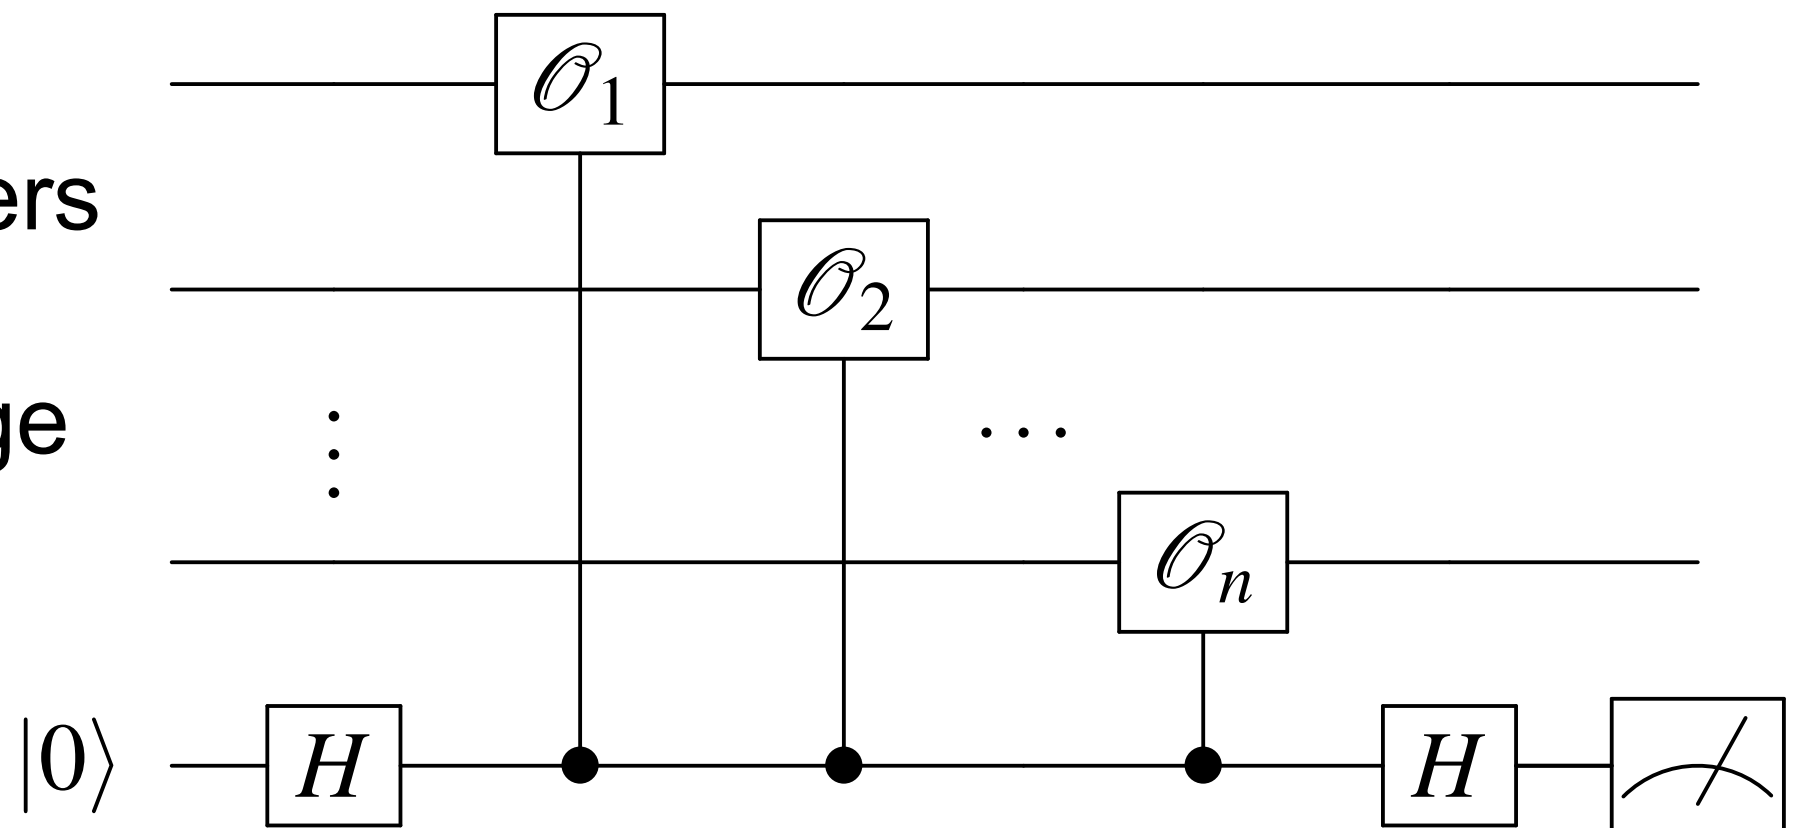 𝒪₁
ers
𝒪₂
ge
⋮
⋯
𝒪ₙ
|0⟩ H H